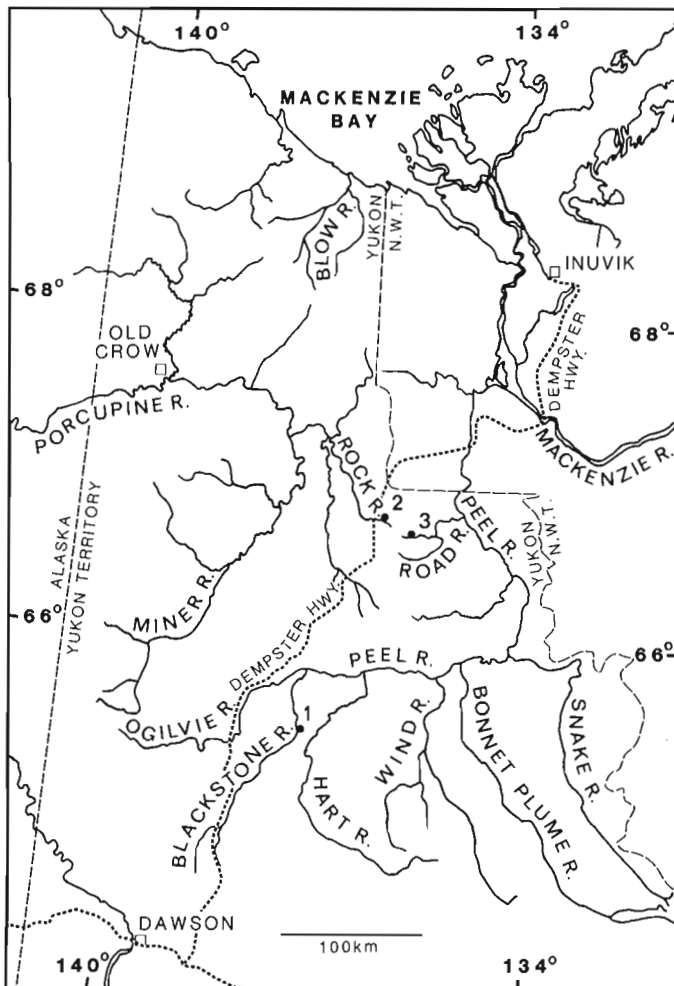 140°
134°
MACKENZIE
BAY
BLOW R.
YUKON
N.W.T.
INUVIK
68°
68°
OLD
CROW
DEMPSTER
HWY.
PORCUPINE R.
MACKENZIE R.
ROCK R.
2
3
PEEL R.
ROAD R.
YUKON
N.W.T.
ALASKA
YUKON TERRITORY
MINER R.
66°
66°
DEMPSTER HWY.
PEEL R.
OGILVIE R.
1
BLACKSTONE R.
HART R.
WIND R.
BONNET PLUME R.
SNAKE R.
DAWSON
100km
140°
134°